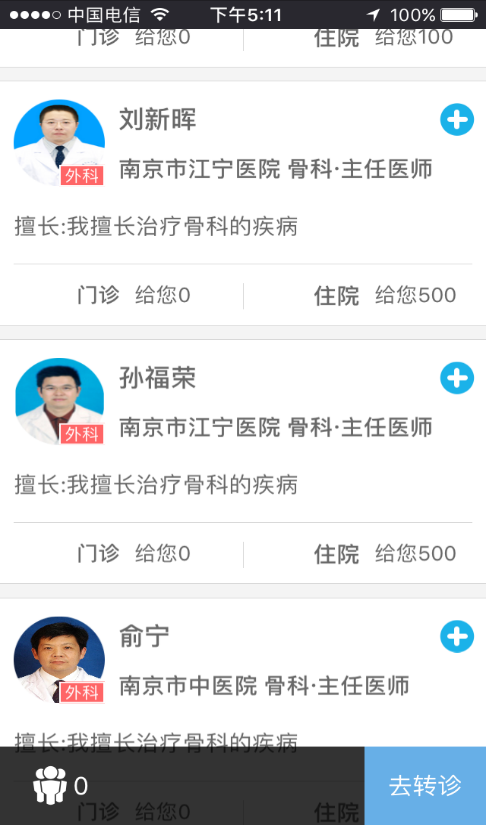 中国电信 下午5:11 100%
门诊 给您0 住院 给您100
刘新晖
外科
南京市江宁医院 骨科·主任医师
擅长:我擅长治疗骨科的疾病
门诊 给您0 住院 给您500
孙福荣
外科
南京市江宁医院 骨科·主任医师
擅长:我擅长治疗骨科的疾病
门诊 给您0 住院 给您500
俞宁
外科
南京市中医院 骨科·主任医师
擅长:我擅长治疗骨科的疾病
0 去转诊
门诊 给您0 住院